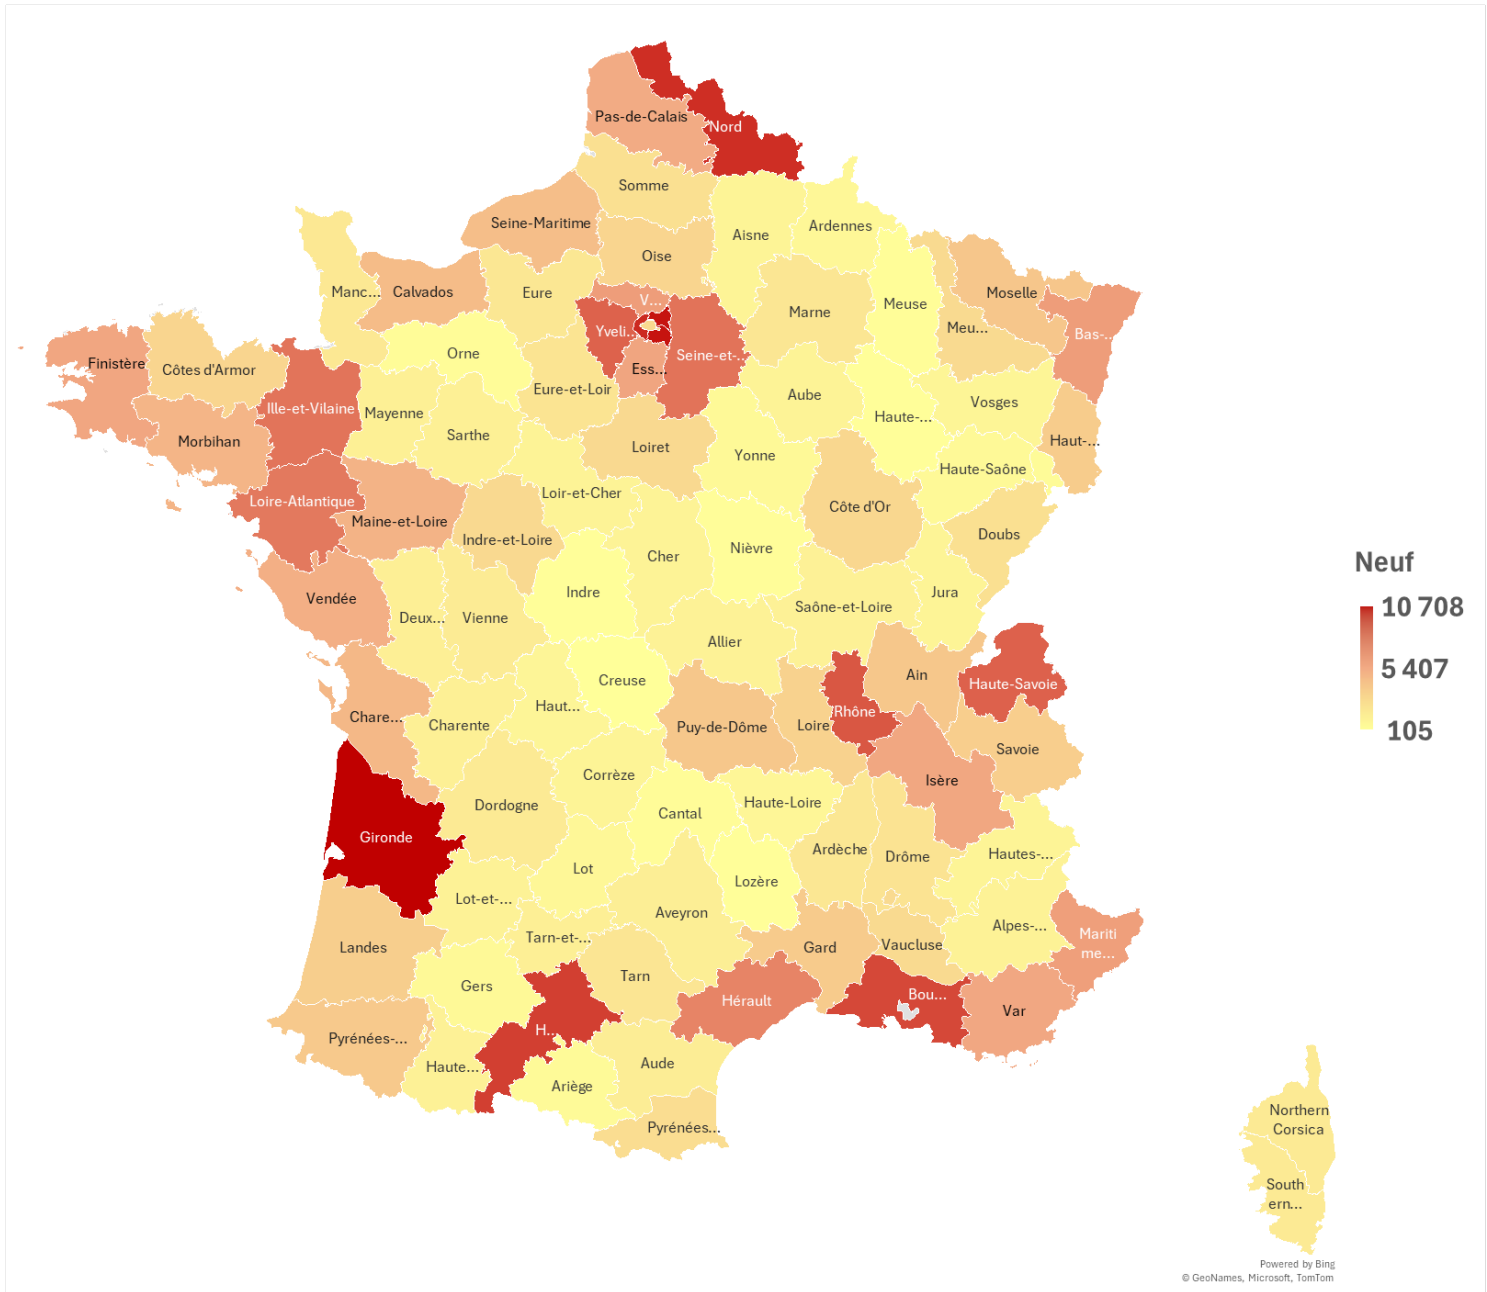 Pas-de-Calais
Nord
Somme
Seine-Maritime
Aisne
Ardennes
Oise
Manc...
Calvados
Eure
V...
Meuse
Moselle
Marne
Meu...
Yveli...
Bas-...
Seine-et-...
Orne
Finistère
Côtes d'Armor
Ess...
Eure-et-Loir
Aube
Ille-et-Vilaine
Mayenne
Vosges
Haute-...
Morbihan
Sarthe
Loiret
Haut-...
Yonne
Haute-Saône
Loir-et-Cher
Loire-Atlantique
Côte d'Or
Maine-et-Loire
Indre-et-Loire
Doubs
Nièvre
Cher
Neuf
Indre
Jura
Vendée
10 708
Saône-et-Loire
Deux...
Vienne
Allier
5 407
Ain
Creuse
Haute-Savoie
Haut...
Rhône
Chare...
Charente
Puy-de-Dôme
Loire
105
Savoie
Corrèze
Isère
Dordogne
Haute-Loire
Cantal
Gironde
Ardèche
Hautes-...
Drôme
Lot
Lozère
Lot-et-...
Aveyron
Alpes-...
Mariti
me...
Tarn-et-...
Landes
Gard
Vaucluse
Tarn
Gers
Bou...
Hérault
Var
H...
Pyrénées-...
Aude
Haute...
Ariège
Pyrénées...
Northern
Corsica
South
ern...
Powered by Bing
© GeoNames, Microsoft, TomTom